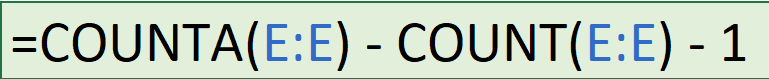 =COUNTA(E:E) - COUNT(E:E) - 1